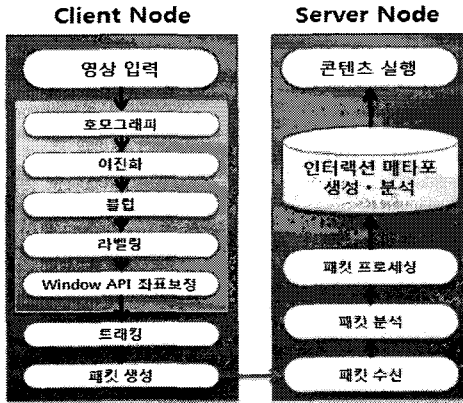 Client Node
영상 입력
호모그래피
이진화
블럽
라벨링
Window API 좌표보정
트래킹
패킷 생성
Server Node
콘텐츠 실행
인터랙션 메타포
생성·분석
패킷 프로세싱
패킷 분석
패킷 수신